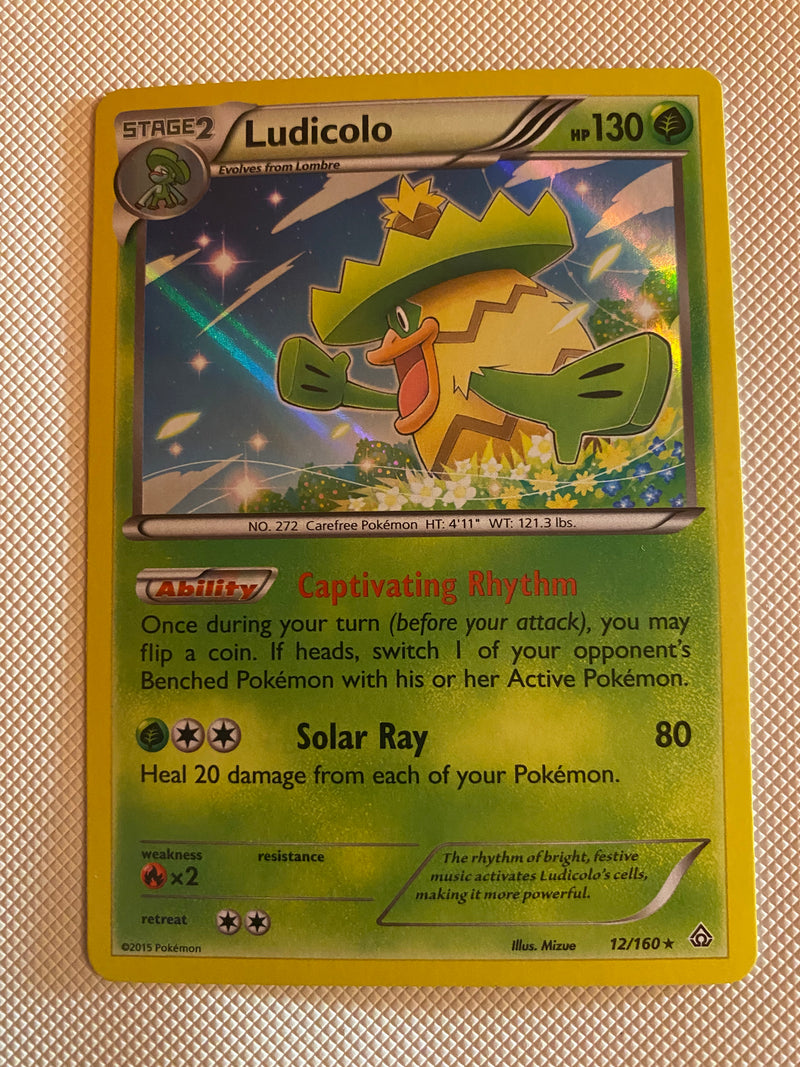 STAGE2 Ludicolo HP130
Evolves from Lombre
NO. 272 Carefree Pokémon HT: 4'11" WT: 121.3 lbs.
Ability Captivating Rhythm
Once during your turn (before your attack), you may
flip a coin. If heads, switch 1 of your opponent's
Benched Pokémon with his or her Active Pokémon.
Solar Ray 80
Heal 20 damage from each of your Pokémon.
weakness resistance
×2
The rhythm of bright, festive
music activates Ludicolo's cells,
making it more powerful.
retreat
©2015 Pokémon Illus. Mizue 12/160★